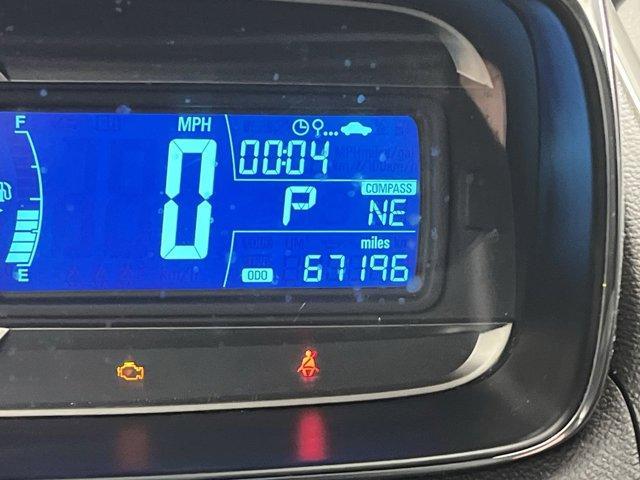 F
MPH
0
00:04
P
COMPASS
NE
E
miles
ODO
67196